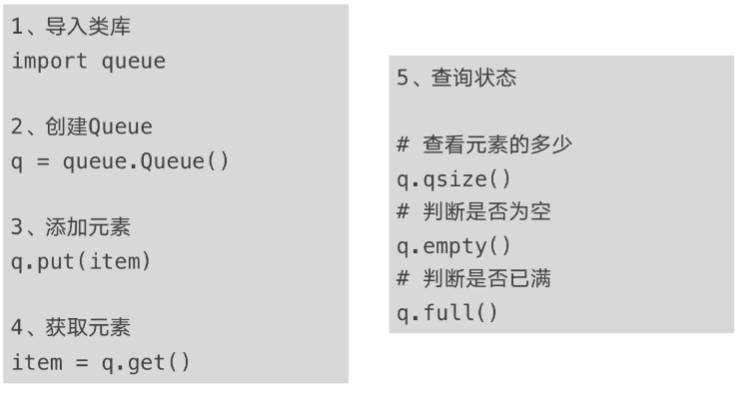 1、导入类库
import queue
2、创建Queue
q = queue.Queue()
3、添加元素
q.put(item)
4、获取元素
item = q.get()
5、查询状态
# 查看元素的多少
q.qsize()
# 判断是否为空
q.empty()
# 判断是否已满
q.full()